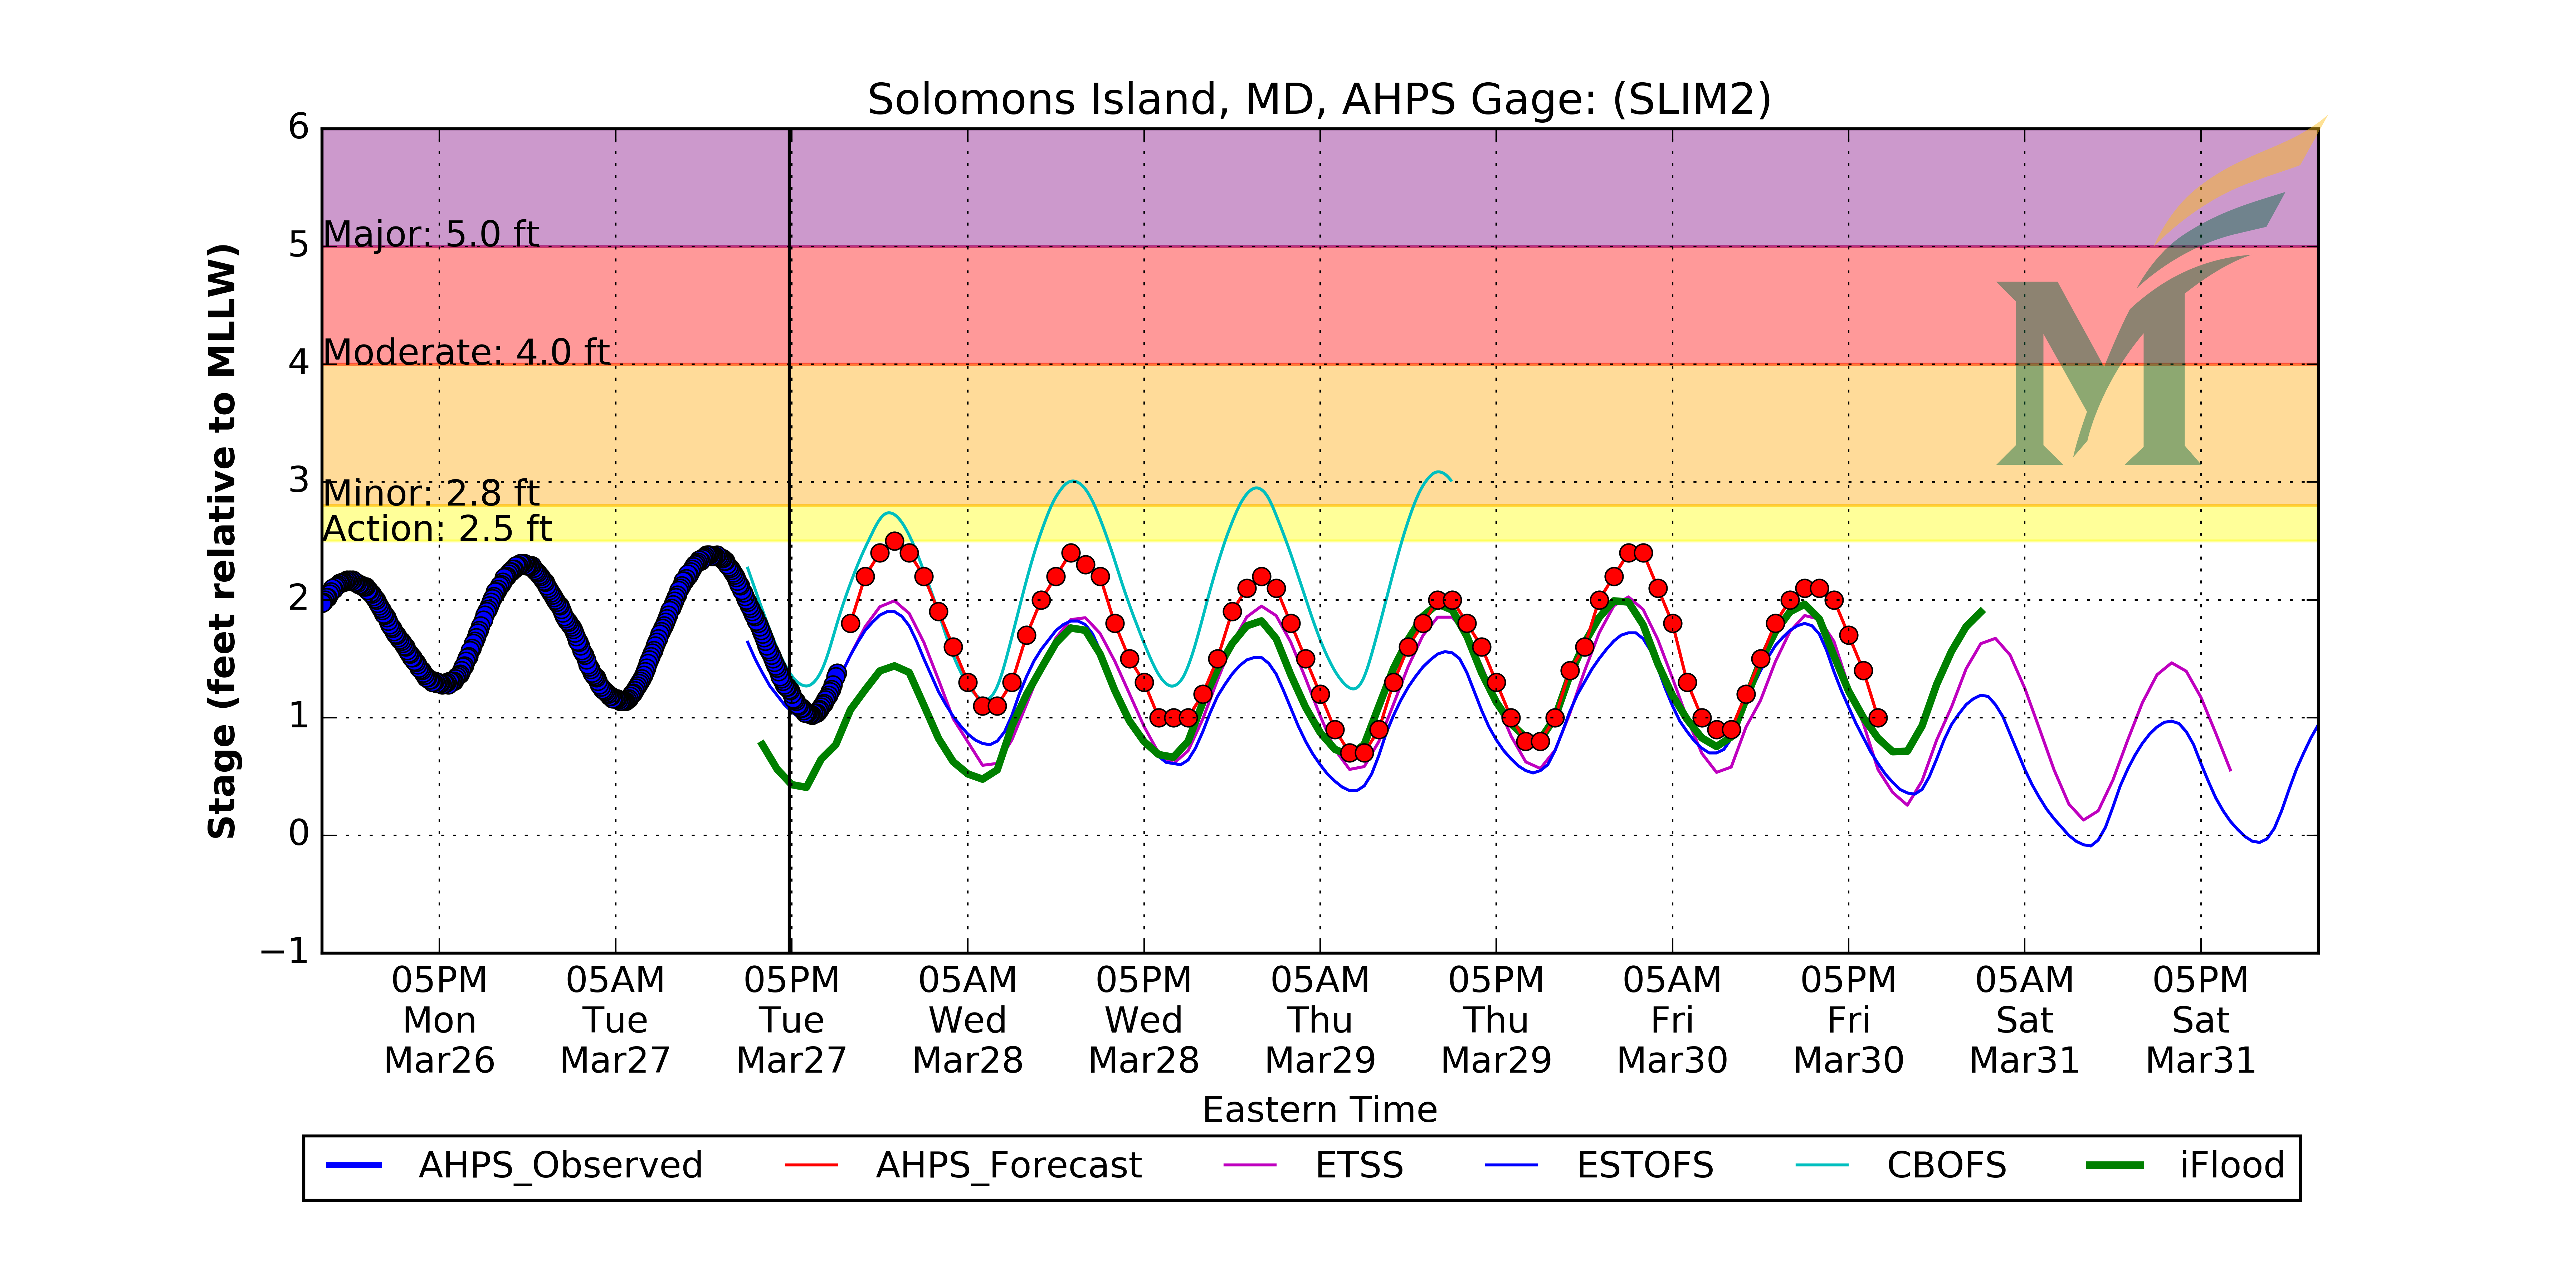 Solomons Island, MD, AHPS Gage: (SLIM2)
Stage (feet relative to MLLW)
6
5
4
3
2
1
0
−1
Major: 5.0 ft
Moderate: 4.0 ft
Minor: 2.8 ft
Action: 2.5 ft
M
05PM 05AM 05PM 05AM 05PM 05AM 05PM 05AM 05PM 05AM 05PM
Mon Tue Tue Wed Wed Thu Thu Fri Fri Sat Sat
Mar26 Mar27 Mar27 Mar28 Mar28 Mar29 Mar29 Mar30 Mar30 Mar31 Mar31
Eastern Time
AHPS_Observed AHPS_Forecast ETSS ESTOFS CBOFS iFlood